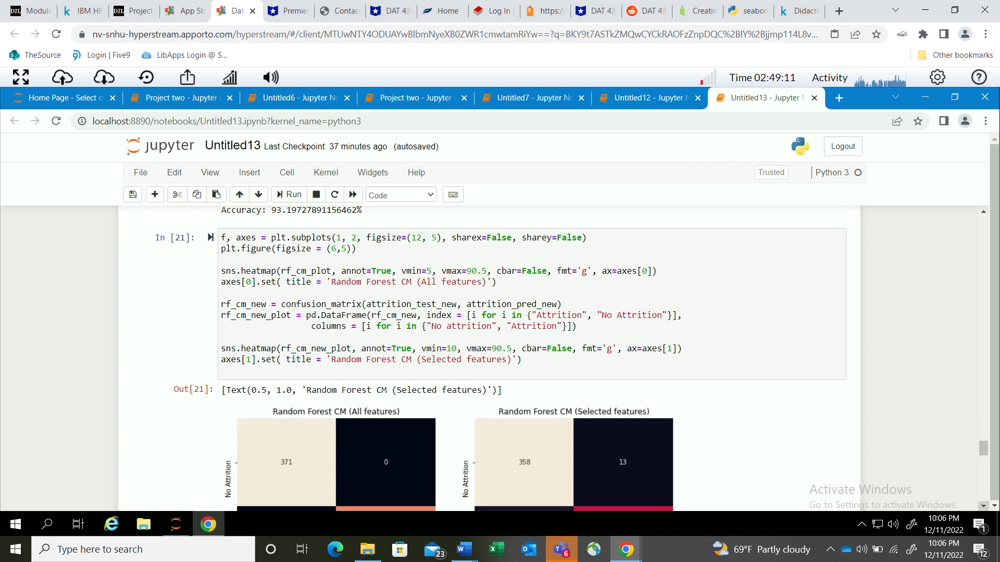 Module
IBM HR
Project
App Sto
Dat
Premier
Contac
DAT 43
Home
Log In
https:/
DAT 43
DAT 43
Creatin
seabor
Didacti
nv-snhu-hyperstream.apporto.com/hyperstream/#/client/MTUwNTY4ODUAYwBlbmNyeXB0ZWR1cmwtamRiYw==?q=BKY9t7ASTkZMQwCYCkRAOFzZnpDQC%2BlY%2Bjjmp114L8v...
TheSource
Login | Five9
LibApps Login @ S...
Other bookmarks
Time 02:49:11
Activity
Home Page - Select o
Project two - Jupyter
Untitled6 - Jupyter No
Project two - Jupyter
Untitled7 - Jupyter No
Untitled12 - Jupyter N
Untitled13 - Jupyter N
localhost:8890/notebooks/Untitled13.ipynb?kernel_name=python3
jupyter
Untitled13 Last Checkpoint: 37 minutes ago (autosaved)
Logout
File Edit View Insert Cell Kernel Widgets Help
Trusted
Python 3
Run
Code
Accuracy: 93.19727891156462%
In [21]:
f, axes = plt.subplots(1, 2, figsize=(12, 5), sharex=False, sharey=False)
plt.figure(figsize = (6,5))
sns.heatmap(rf_cm_plot, annot=True, vmin=5, vmax=90.5, cbar=False, fmt='g', ax=axes[0])
axes[0].set( title = 'Random Forest CM (All features)')
rf_cm_new = confusion_matrix(attrition_test_new, attrition_pred_new)
rf_cm_new_plot = pd.DataFrame(rf_cm_new, index = [i for i in {"Attrition", "No Attrition"}],
columns = [i for i in {"No attrition", "Attrition"}])
sns.heatmap(rf_cm_new_plot, annot=True, vmin=10, vmax=90.5, cbar=False, fmt='g', ax=axes[1])
axes[1].set( title = 'Random Forest CM (Selected features)')
Out[21]: [Text(0.5, 1.0, 'Random Forest CM (Selected features)')]
Random Forest CM (All features)
Random Forest CM (Selected features)
No Attrition
371
0
No Attrition
358
13
Activate Windows
Go to Settings to activate Windows.
10:06 PM
12/11/2022
1
Type here to search
23
6
69°F Partly cloudy
10:06 PM
12/11/2022
12